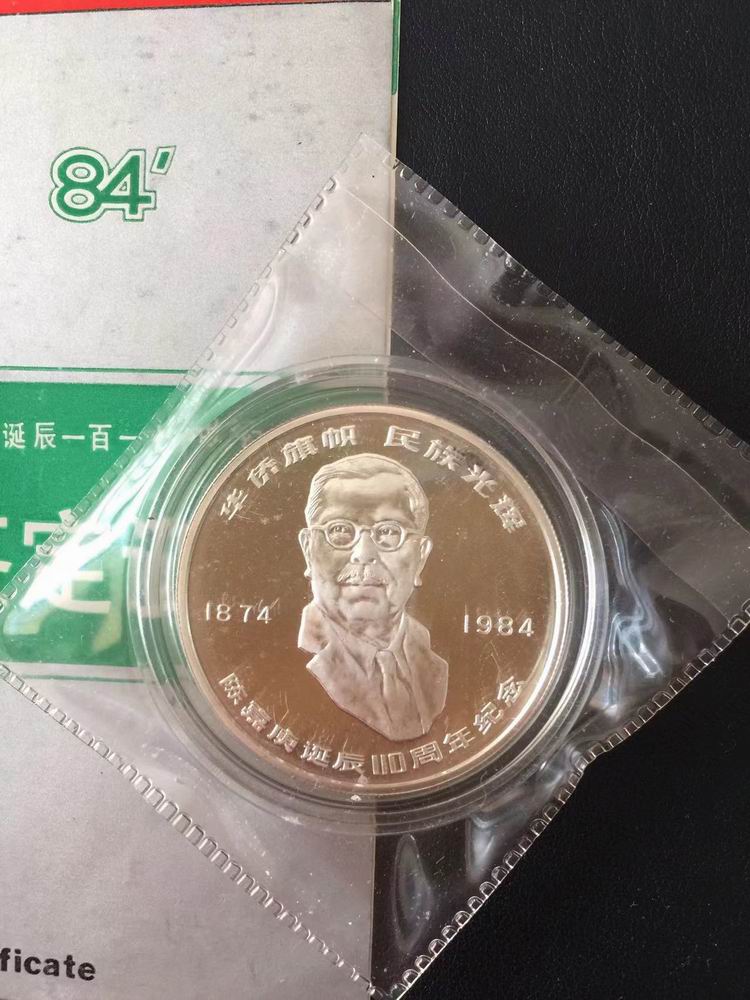 84'
诞辰一百一
华侨旗帜 民族光辉
1874
1984
陈嘉庚诞辰110周年纪念
ficate